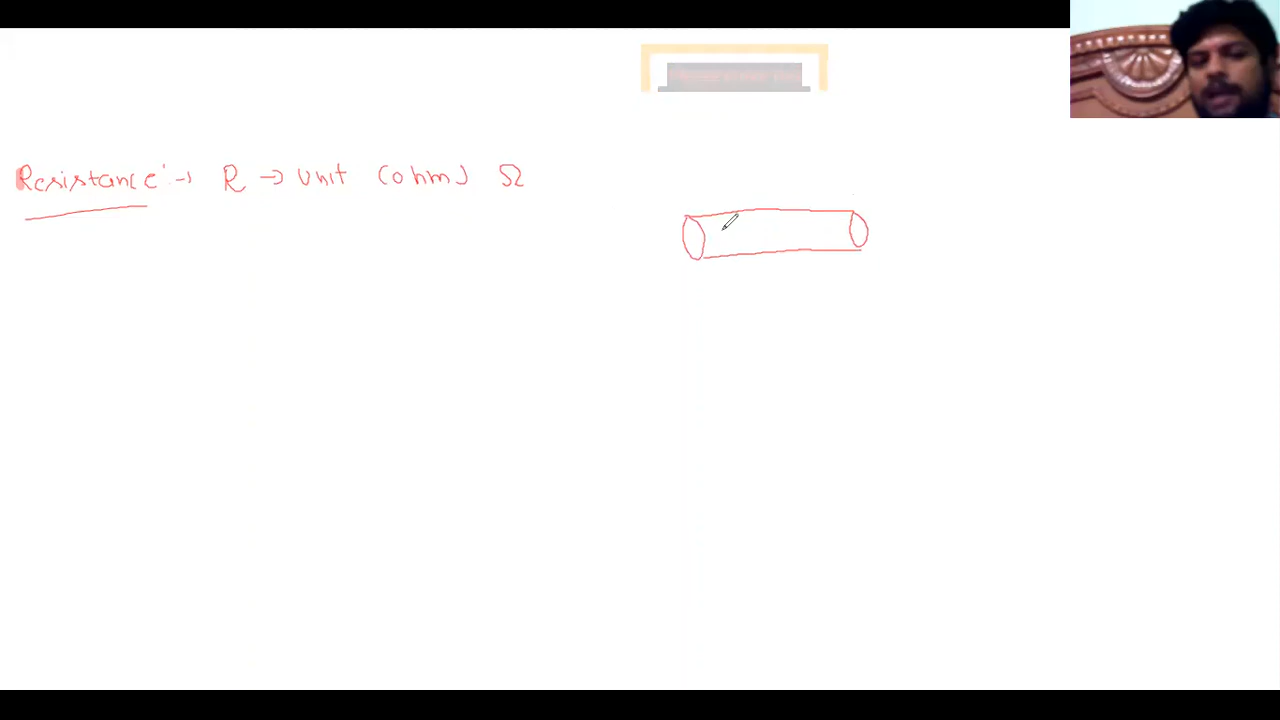 Resistance :→ R → Unit (ohm) Ω